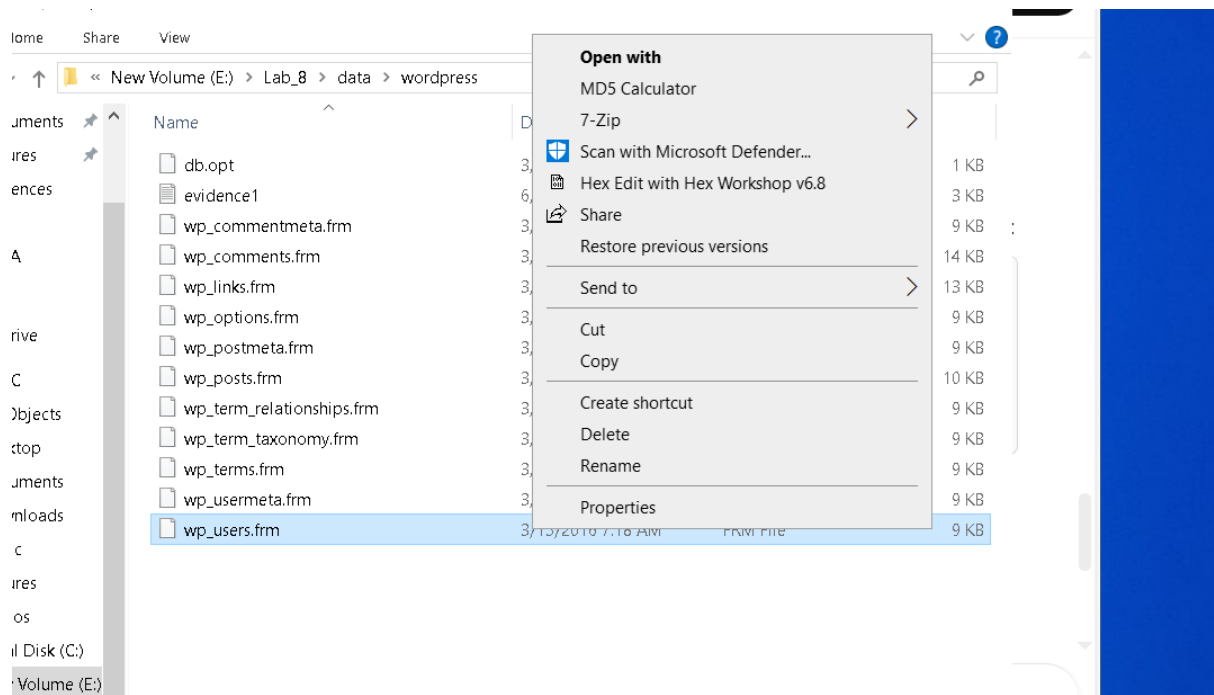 Share View
New Volume (E:) > Lab_8 > data > wordpress
Name
db.opt 1 KB
evidence1 3 KB
wp_commentmeta.frm 9 KB
wp_comments.frm 14 KB
wp_links.frm 13 KB
wp_options.frm 9 KB
wp_postmeta.frm 9 KB
wp_posts.frm 10 KB
wp_term_relationships.frm 9 KB
wp_term_taxonomy.frm 9 KB
wp_terms.frm 9 KB
wp_usermeta.frm 9 KB
wp_users.frm 9 KB
Open with
MD5 Calculator
7-Zip
Scan with Microsoft Defender...
Hex Edit with Hex Workshop v6.8
Share
Restore previous versions
Send to
Cut
Copy
Create shortcut
Delete
Rename
Properties
Disk (C:)
Volume (E:)